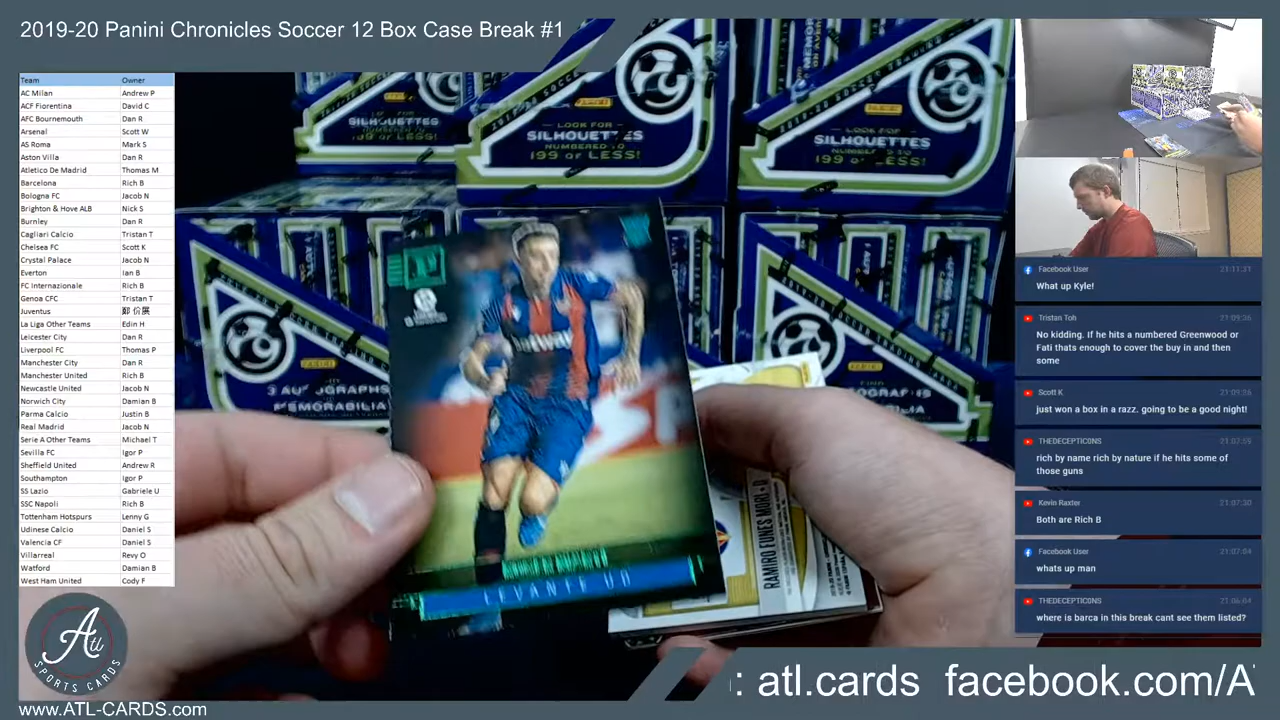 2019-20 Panini Chronicles Soccer 12 Box Case Break #1
Team Owner
AC Milan Andrew P
ACF Fiorentina David C
AFC Bournemouth Dan R
Arsenal Scott W
AS Roma Mark S
Aston Villa Dan R
Atletico De Madrid Thomas M
Barcelona Rich B
Bologna FC Jacob N
Brighton & Hove ALB Nick S
Burnley Dan R
Cagliari Calcio Tristan T
Chelsea FC Scott K
Crystal Palace Jacob N
Everton Ian B
FC Internazionale Rich B
Genoa CFC Tristan T
Juventus 鄭 价展
La Liga Other Teams Edin H
Leicester City Dan R
Liverpool FC Thomas P
Manchester City Dan R
Manchester United Rich B
Newcastle United Jacob N
Norwich City Damian B
Parma Calcio Justin B
Real Madrid Jacob N
Serie A Other Teams Michael T
Sevilla FC Igor P
Sheffield United Andrew R
Southampton Igor P
SS Lazio Gabriele U
SSC Napoli Rich B
Tottenham Hotspurs Lenny G
Udinese Calcio Daniel S
Valencia CF Daniel S
Villarreal Revy O
Watford Damian B
West Ham United Cody F
LOOK FOR
SILHOUETTES
NUMBERED TO
199 or LESS!
LOOK FOR
SILHOUETTES
199 or LESS!
PANINI
betway
LEVANTE UD
RAMIRO FUNES MORI
Facebook User 21:11:21
What up Kyle!
Tristan Toh
No kidding. If he hits a numbered Greenwood or
Fati thats enough to cover the buy in and then
some
Scott K
just won a box in a razz. going to be a good night!
THEDECEPTICONS
rich by name rich by nature if he hits some of
those guns
Kevin Raxter
Both are Rich B
Facebook User
whats up man
THEDECEPTICONS
where is barca in this break cant see them listed?
Atl
SPORTS CARDS
www.ATL-CARDS.com
: atl.cards facebook.com/A